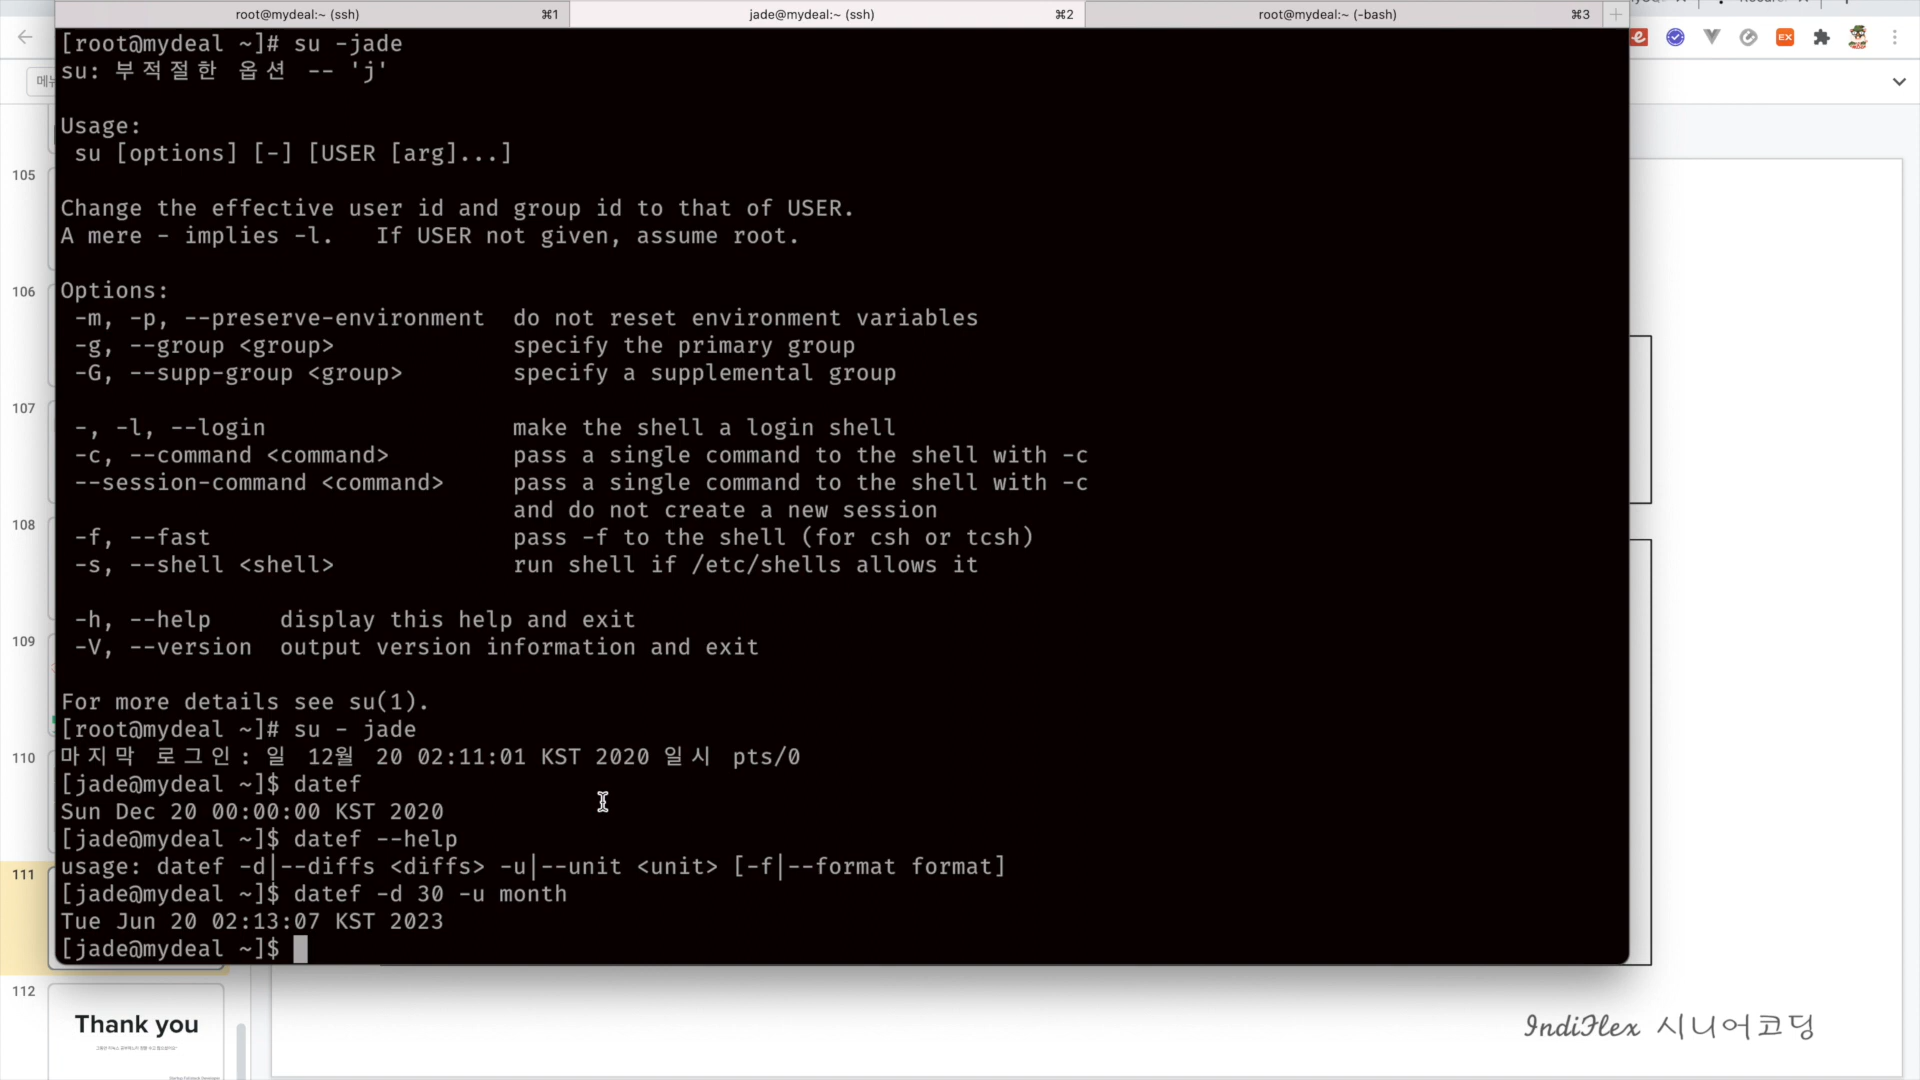 root@mydeal:~ (ssh) ⌘1 jade@mydeal:~ (ssh) ⌘2 root@mydeal:~ (-bash) ⌘3
[root@mydeal ~]# su -jade
su: 부적절한 옵션 -- 'j'
Usage:
su [options] [-] [USER [arg]...]
Change the effective user id and group id to that of USER.
A mere - implies -l.   If USER not given, assume root.
Options:
-m, -p, --preserve-environment  do not reset environment variables
-g, --group <group>             specify the primary group
-G, --supp-group <group>        specify a supplemental group
-, -l, --login                  make the shell a login shell
-c, --command <command>         pass a single command to the shell with -c
--session-command <command>     pass a single command to the shell with -c
and do not create a new session
-f, --fast                      pass -f to the shell (for csh or tcsh)
-s, --shell <shell>             run shell if /etc/shells allows it
-h, --help     display this help and exit
-V, --version  output version information and exit
For more details see su(1).
[root@mydeal ~]# su - jade
마지막 로그인: 일 12월 20 02:11:01 KST 2020 일시 pts/0
[jade@mydeal ~]$ datef
Sun Dec 20 00:00:00 KST 2020
[jade@mydeal ~]$ datef --help
usage: datef -d|--diffs <diffs> -u|--unit <unit> [-f|--format format]
[jade@mydeal ~]$ datef -d 30 -u month
Tue Jun 20 02:13:07 KST 2023
[jade@mydeal ~]$
EX
105
106
107
108
109
110
111
112
Thank you
IndiFlex 시니어코딩